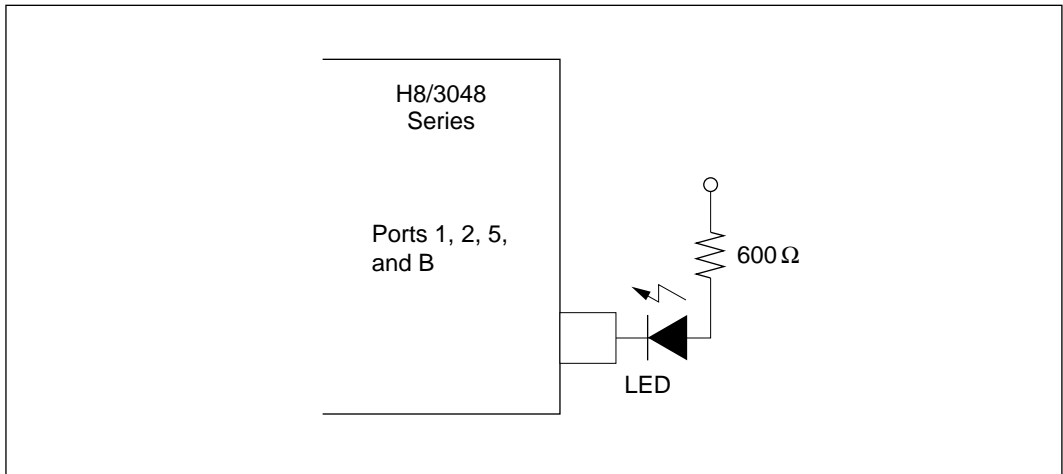 H8/3048
Series
Ports 1, 2, 5,
and B
600 Ω
LED